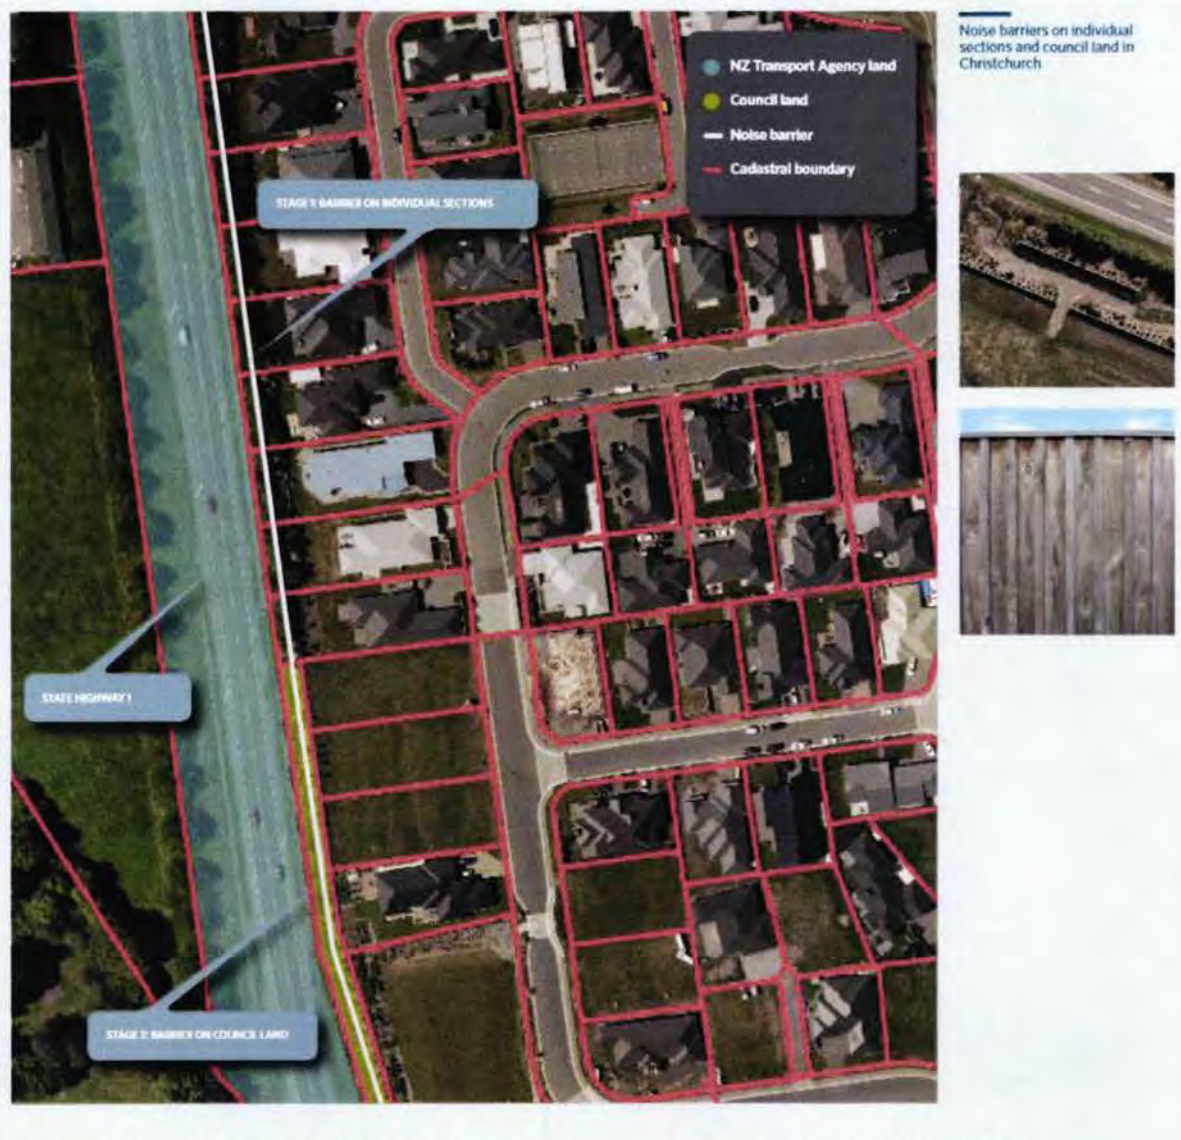 Noise barriers on individual
sections and council land in
Christchurch
NZ Transport Agency land
Council land
Noise barrier
Cadastral boundary
STAGE 1: BARRIER ON INDIVIDUAL SECTIONS
STATE HIGHWAY 1
STAGE 2: BARRIER ON COUNCIL LAND